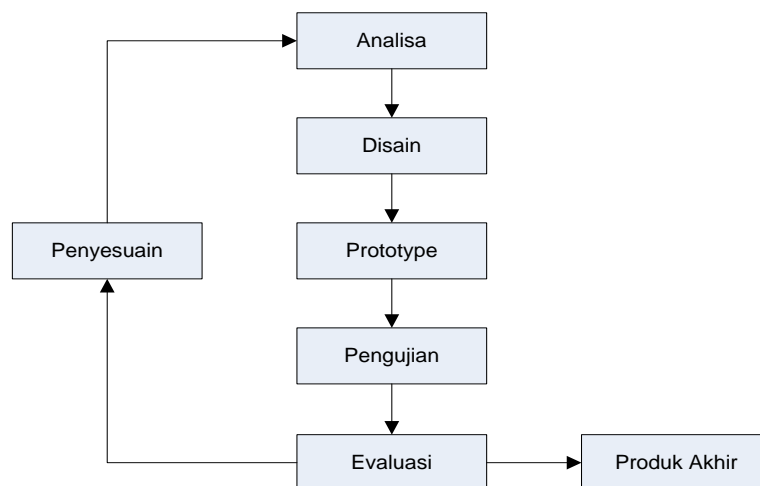 Analisa
Disain
Penyesuain
Prototype
Pengujian
Evaluasi
Produk Akhir